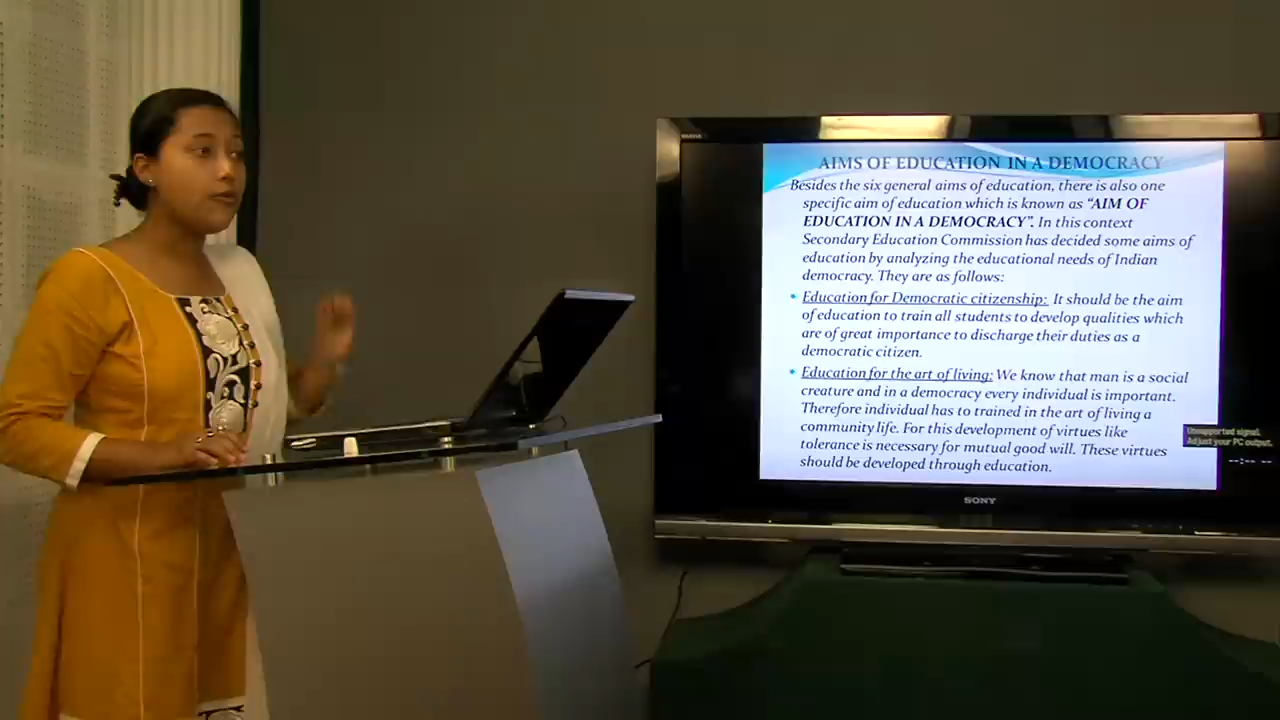 AIMS OF EDUCATION IN A DEMOCRACY
Besides the six general aims of education, there is also one
specific aim of education which is known as "AIM OF
EDUCATION IN A DEMOCRACY". In this context
Secondary Education Commission has decided some aims of
education by analyzing the educational needs of Indian
democracy. They are as follows:
• Education for Democratic citizenship: It should be the aim
of education to train all students to develop qualities which
are of great importance to discharge their duties as a
democratic citizen.
• Education for the art of living: We know that man is a social
creature and in a democracy every individual is important.
Therefore individual has to trained in the art of living a
community life. For this development of virtues like
tolerance is necessary for mutual good will. These virtues
should be developed through education.
Unsupported signal.
Adjust your PC output.
--:-- --
SONY